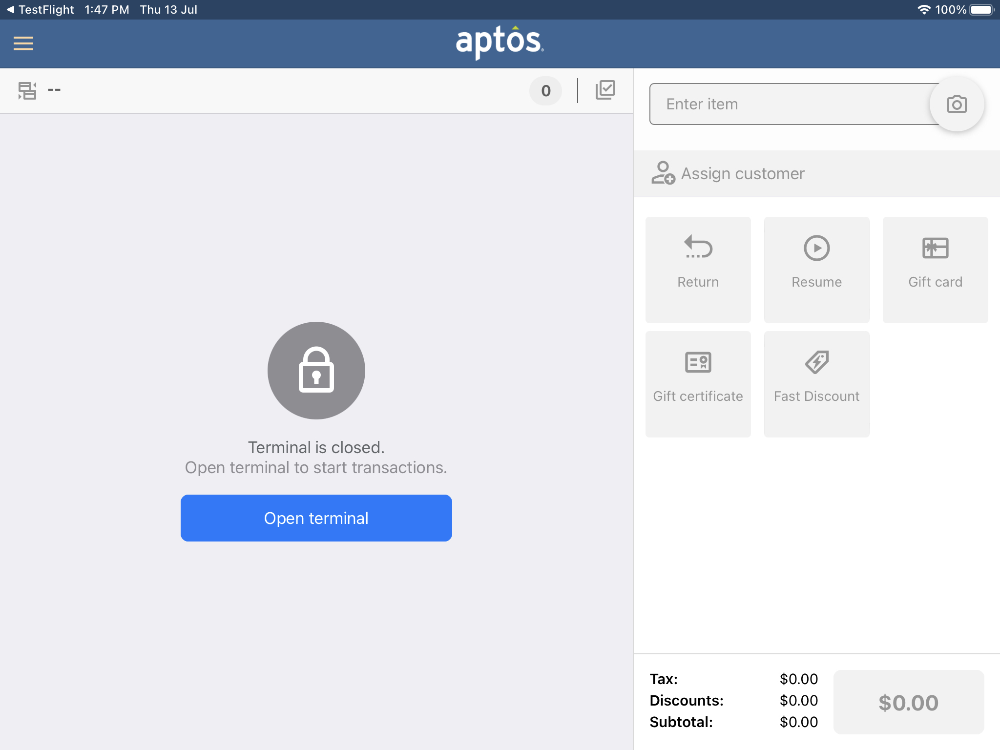 TestFlight 1:47 PM Thu 13 Jul
100%
aptos
--
0
Enter item
Assign customer
Return
Resume
Gift card
Gift certificate
Fast Discount
Terminal is closed.
Open terminal to start transactions.
Open terminal
Tax: $0.00
Discounts: $0.00
Subtotal: $0.00
$0.00